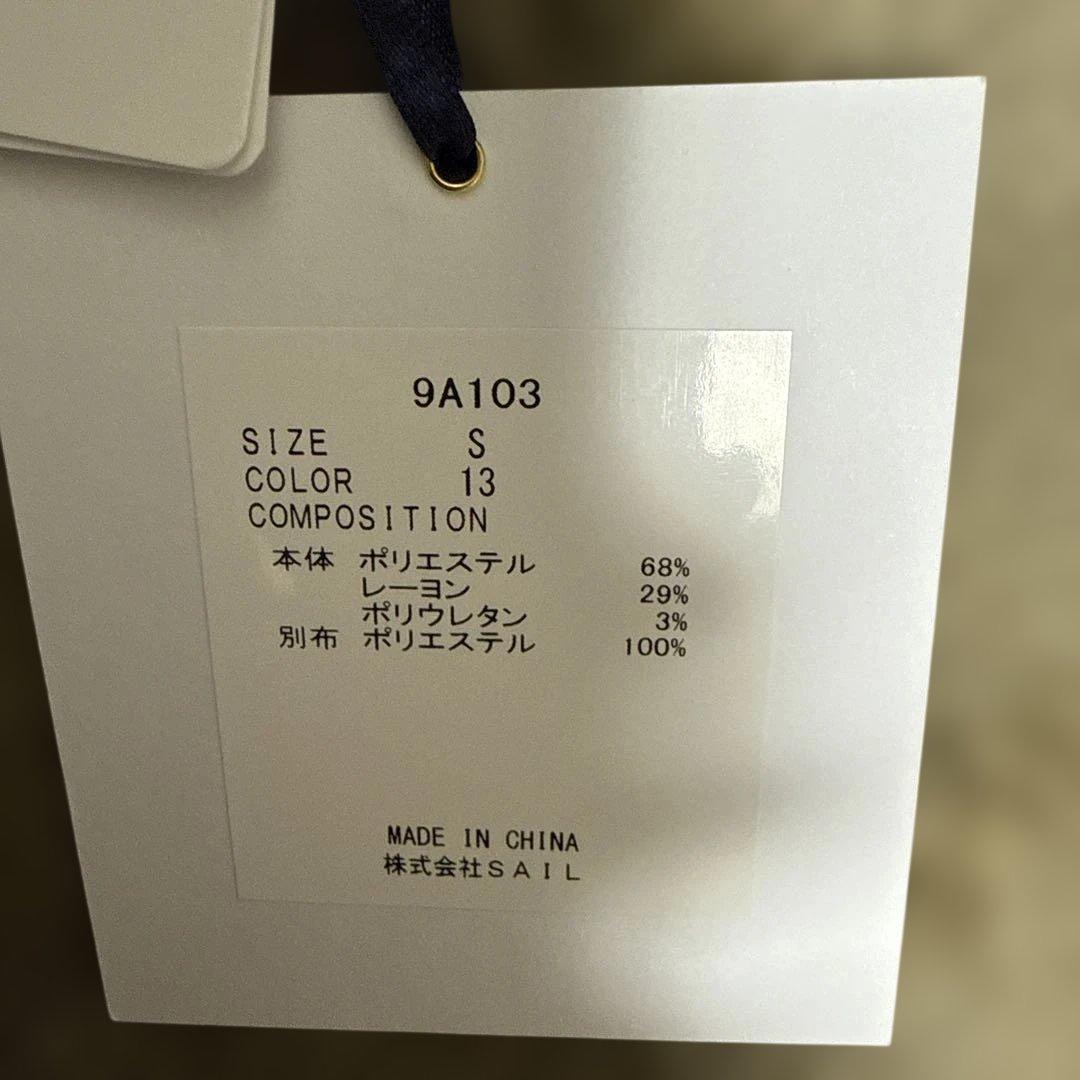 9A103
SIZE S
COLOR 13
COMPOSITION
本体 ポリエステル 68%
レーヨン 29%
ポリウレタン 3%
別布 ポリエステル 100%
MADE IN CHINA
株式会社SAIL